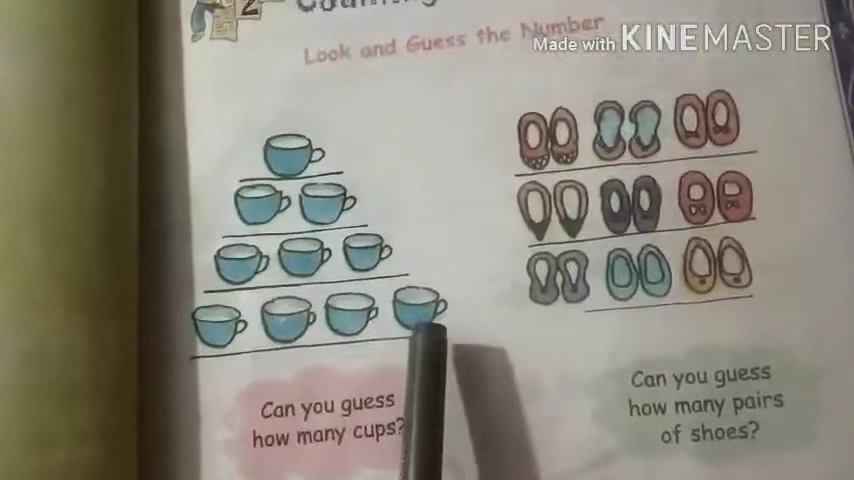 2
Look and Guess the Number
Made with KINEMASTER
Can you guess
how many cups?
Can you guess
how many pairs
of shoes?